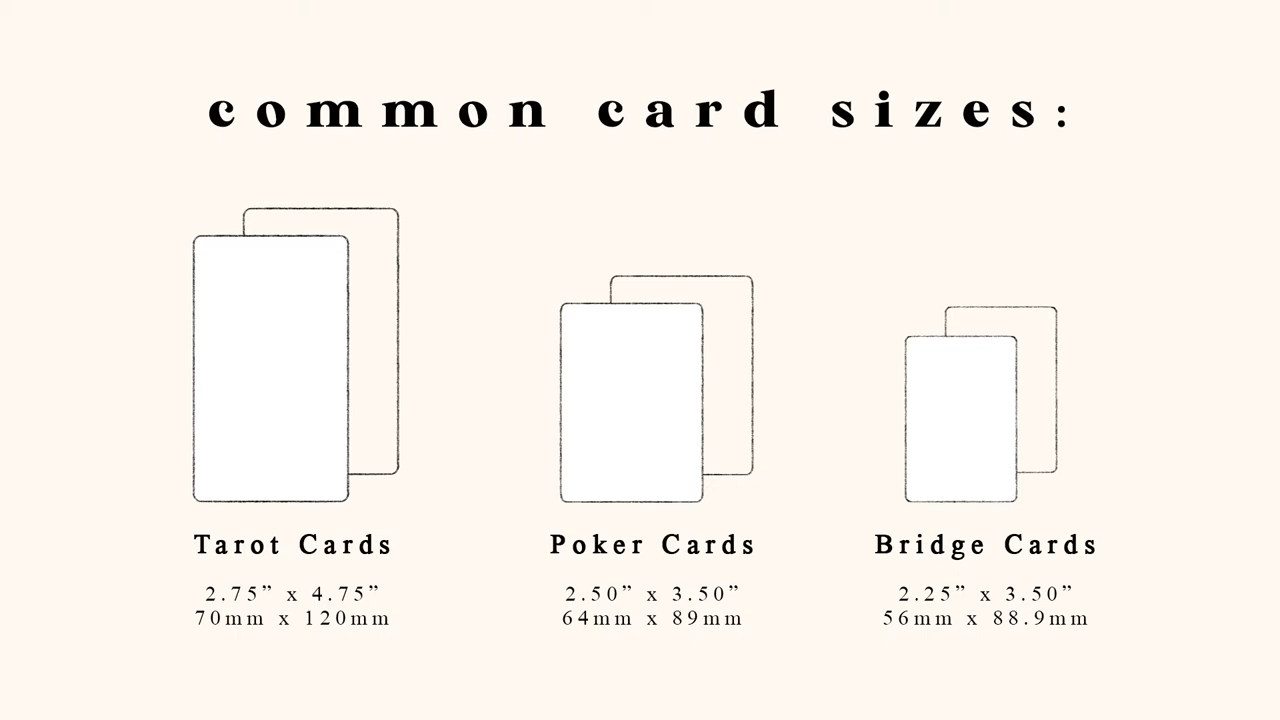 common card sizes:
Tarot Cards
2.75” x 4.75”
70mm x 120mm
Poker Cards
2.50” x 3.50”
64mm x 89mm
Bridge Cards
2.25” x 3.50”
56mm x 88.9mm